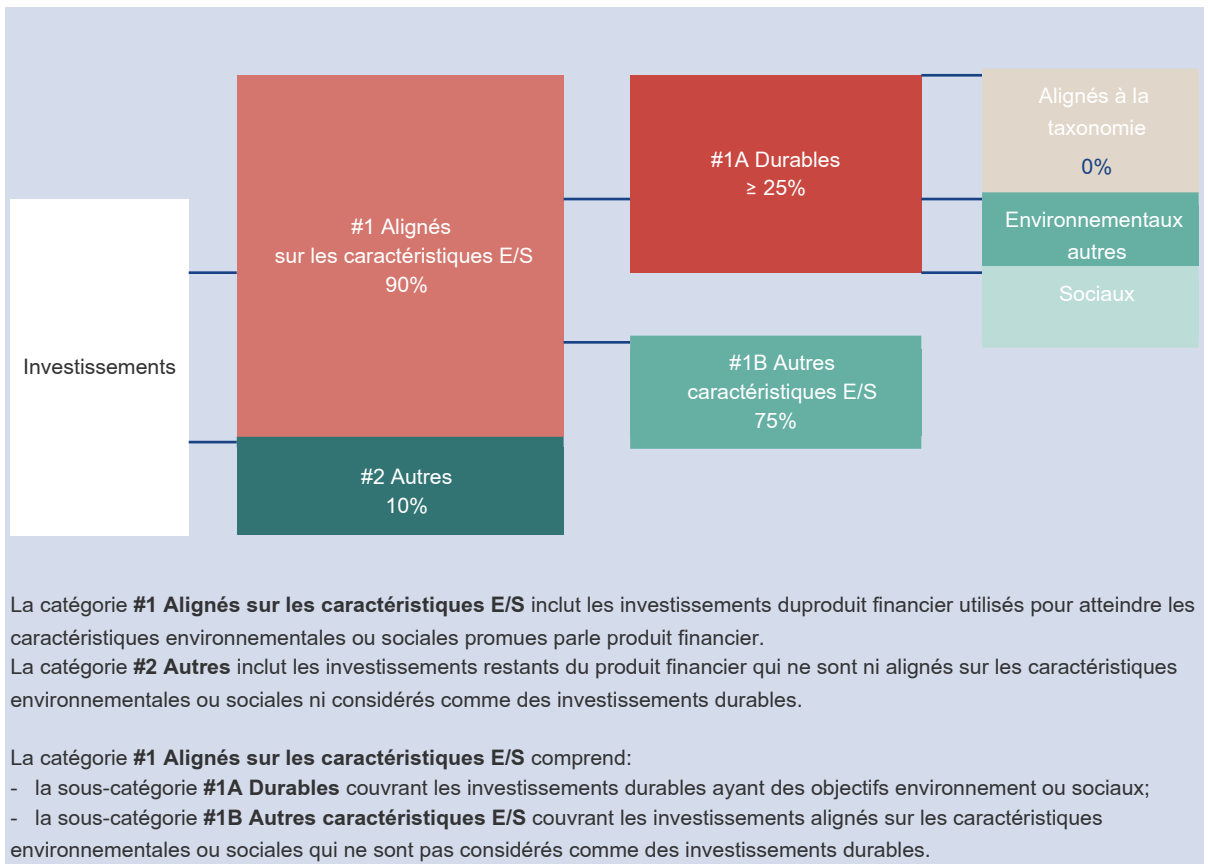 Investissements
#1 Alignés
sur les caractéristiques E/S
90%
#2 Autres
10%
#1A Durables
≥ 25%
#1B Autres
caractéristiques E/S
75%
Alignés à la
taxonomie
0%
Environnementaux
autres
Sociaux
La catégorie #1 Alignés sur les caractéristiques E/S inclut les investissements duproduit financier utilisés pour atteindre les
caractéristiques environnementales ou sociales promues parle produit financier.
La catégorie #2 Autres inclut les investissements restants du produit financier qui ne sont ni alignés sur les caractéristiques
environnementales ou sociales ni considérés comme des investissements durables.
La catégorie #1 Alignés sur les caractéristiques E/S comprend:
- la sous-catégorie #1A Durables couvrant les investissements durables ayant des objectifs environnement ou sociaux;
- la sous-catégorie #1B Autres caractéristiques E/S couvrant les investissements alignés sur les caractéristiques
environnementales ou sociales qui ne sont pas considérés comme des investissements durables.